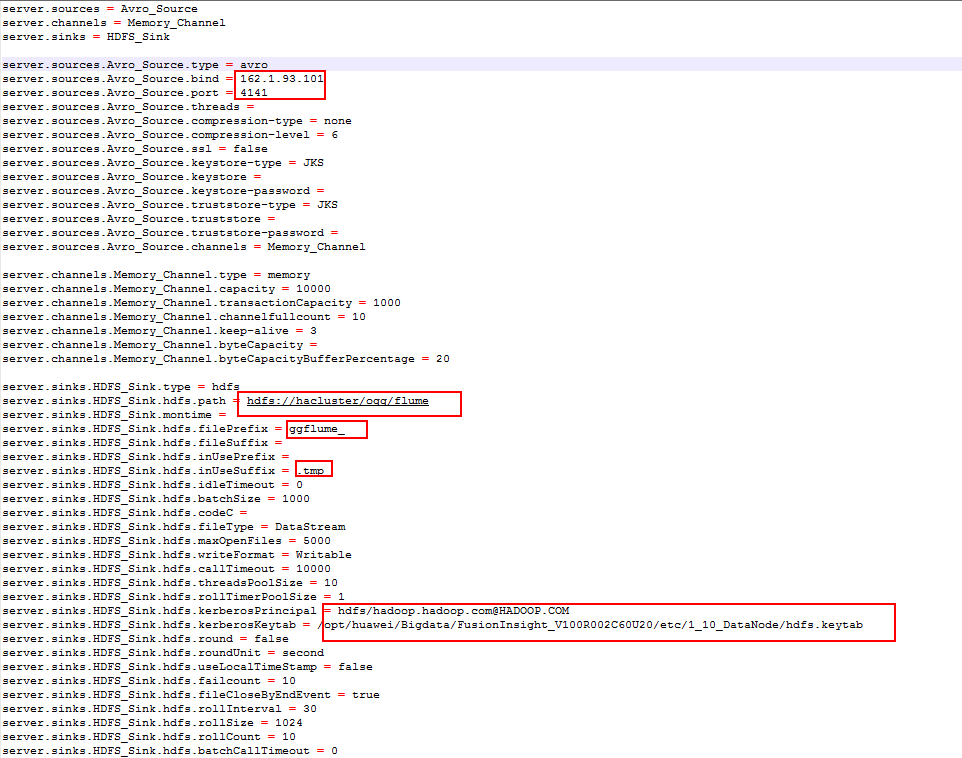 server.sources = Avro_Source
server.channels = Memory_Channel
server.sinks = HDFS_Sink
server.sources.Avro_Source.type = avro
server.sources.Avro_Source.bind = 162.1.93.101
server.sources.Avro_Source.port = 4141
server.sources.Avro_Source.threads =
server.sources.Avro_Source.compression-type = none
server.sources.Avro_Source.compression-level = 6
server.sources.Avro_Source.ssl = false
server.sources.Avro_Source.keystore-type = JKS
server.sources.Avro_Source.keystore =
server.sources.Avro_Source.keystore-password =
server.sources.Avro_Source.truststore-type = JKS
server.sources.Avro_Source.truststore =
server.sources.Avro_Source.truststore-password =
server.sources.Avro_Source.channels = Memory_Channel
server.channels.Memory_Channel.type = memory
server.channels.Memory_Channel.capacity = 10000
server.channels.Memory_Channel.transactionCapacity = 1000
server.channels.Memory_Channel.channelfullcount = 10
server.channels.Memory_Channel.keep-alive = 3
server.channels.Memory_Channel.byteCapacity =
server.channels.Memory_Channel.byteCapacityBufferPercentage = 20
server.sinks.HDFS_Sink.type = hdfs
server.sinks.HDFS_Sink.hdfs.path = hdfs://hacluster/ogg/flume
server.sinks.HDFS_Sink.montime =
server.sinks.HDFS_Sink.hdfs.filePrefix = ggflume_
server.sinks.HDFS_Sink.hdfs.fileSuffix =
server.sinks.HDFS_Sink.hdfs.inUsePrefix =
server.sinks.HDFS_Sink.hdfs.inUseSuffix = .tmp
server.sinks.HDFS_Sink.hdfs.idleTimeout = 0
server.sinks.HDFS_Sink.hdfs.batchSize = 1000
server.sinks.HDFS_Sink.hdfs.codeC =
server.sinks.HDFS_Sink.hdfs.fileType = DataStream
server.sinks.HDFS_Sink.hdfs.maxOpenFiles = 5000
server.sinks.HDFS_Sink.hdfs.writeFormat = Writable
server.sinks.HDFS_Sink.hdfs.callTimeout = 10000
server.sinks.HDFS_Sink.hdfs.threadsPoolSize = 10
server.sinks.HDFS_Sink.hdfs.rollTimerPoolSize = 1
server.sinks.HDFS_Sink.hdfs.kerberosPrincipal = hdfs/hadoop.hadoop.com@HADOOP.COM
server.sinks.HDFS_Sink.hdfs.kerberosKeytab = /opt/huawei/Bigdata/FusionInsight_V100R002C60U20/etc/1_10_DataNode/hdfs.keytab
server.sinks.HDFS_Sink.hdfs.round = false
server.sinks.HDFS_Sink.hdfs.roundUnit = second
server.sinks.HDFS_Sink.hdfs.useLocalTimeStamp = false
server.sinks.HDFS_Sink.hdfs.failcount = 10
server.sinks.HDFS_Sink.hdfs.fileCloseByEndEvent = true
server.sinks.HDFS_Sink.hdfs.rollInterval = 30
server.sinks.HDFS_Sink.hdfs.rollSize = 1024
server.sinks.HDFS_Sink.hdfs.rollCount = 10
server.sinks.HDFS_Sink.hdfs.batchCallTimeout = 0